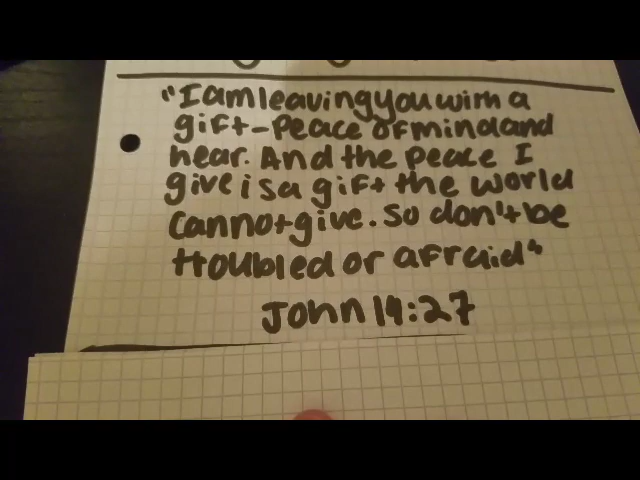 "I am leaving you with a
gift-Peace of mind and
hear. And the peace I
give is a gift the world
cannot give. So don't be
troubled or afraid"
John 14:27